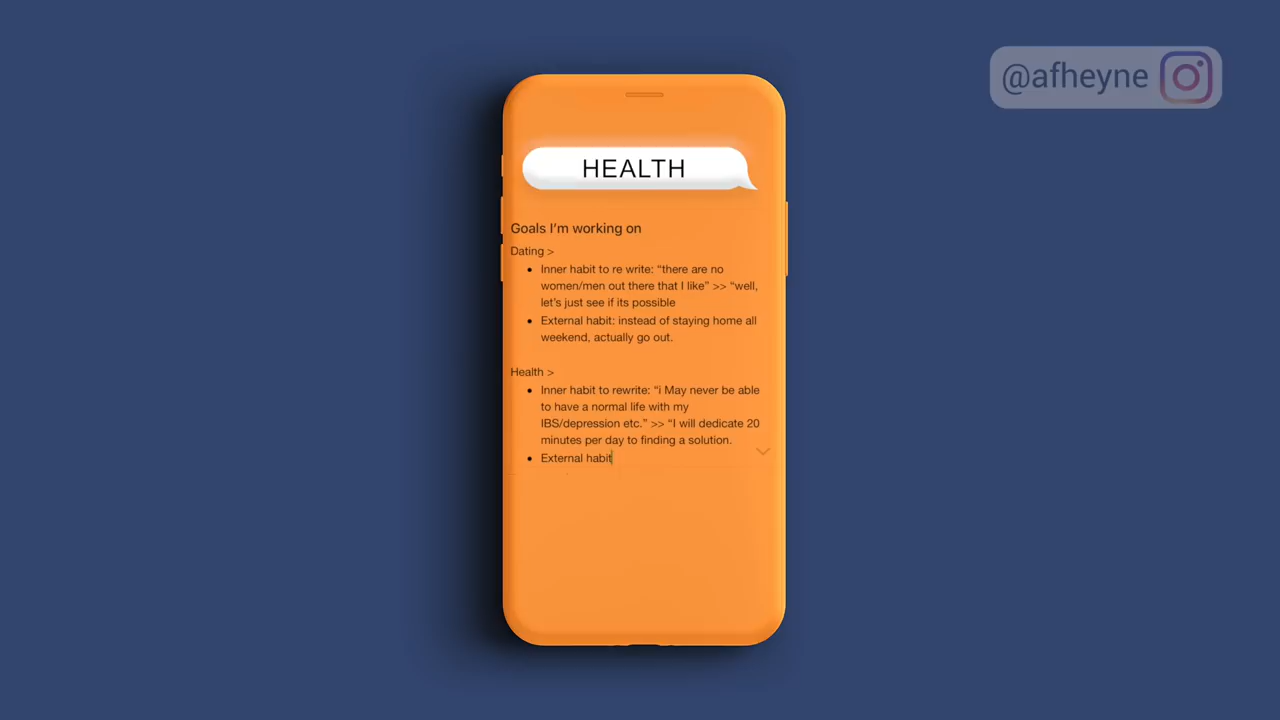 @afheyne
HEALTH
Goals I'm working on
Dating >
• Inner habit to re write: “there are no
women/men out there that I like” >> “well,
let's just see if its possible
• External habit: instead of staying home all
weekend, actually go out.
Health >
• Inner habit to rewrite: “i May never be able
to have a normal life with my
IBS/depression etc.” >> “I will dedicate 20
minutes per day to finding a solution.
• External habit